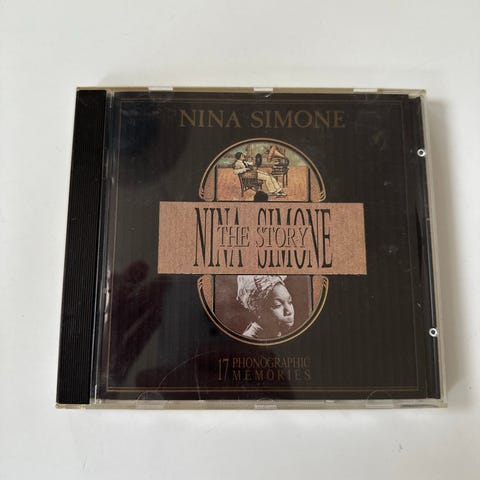 NINA SIMONE
NINA SIMONE
THE STORY
17 PHONOGRAPHIC
MEMORIES